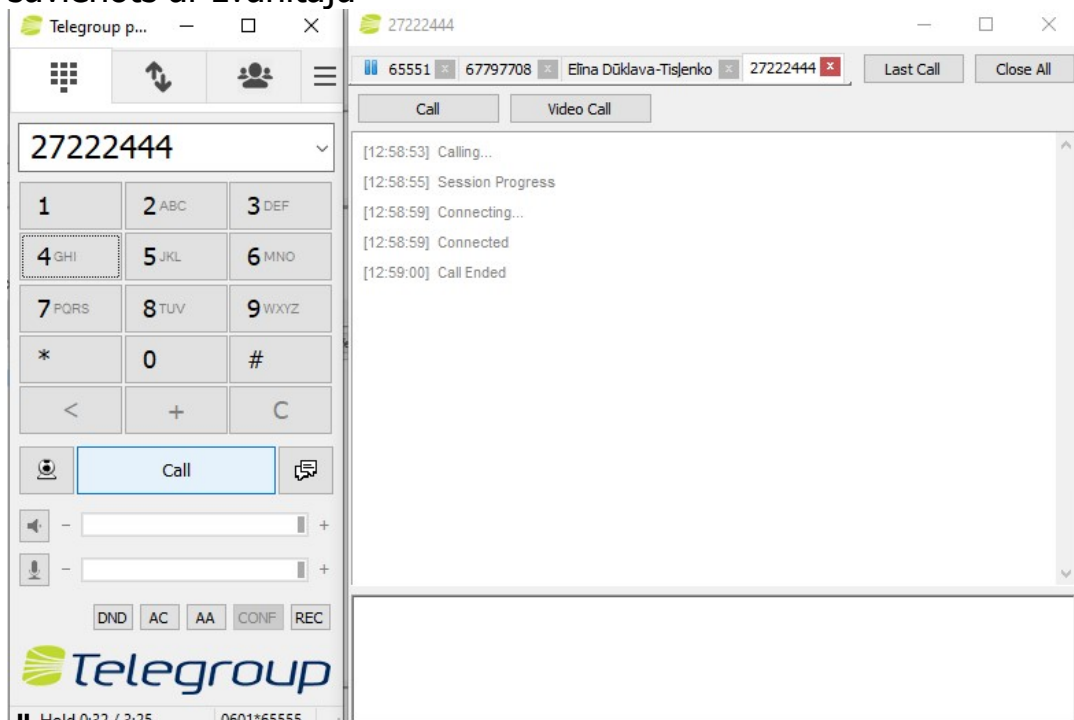 savienots ar zvanītāju
Telegroup p...
27222444
1
2 ABC
3 DEF
4 GHI
5 JKL
6 MNO
7 PQRS
8 TUV
9 WXYZ
*
0
#
<
+
C
Call
- +
- +
DND AC AA CONF REC
Telegroup
Hold 0:32 / 3:25 0601*65555
27222444
65551 67797708 Elīna Dūklava-Tisļenko 27222444 Last Call Close All
Call Video Call
[12:58:53] Calling...
[12:58:55] Session Progress
[12:58:59] Connecting...
[12:58:59] Connected
[12:59:00] Call Ended